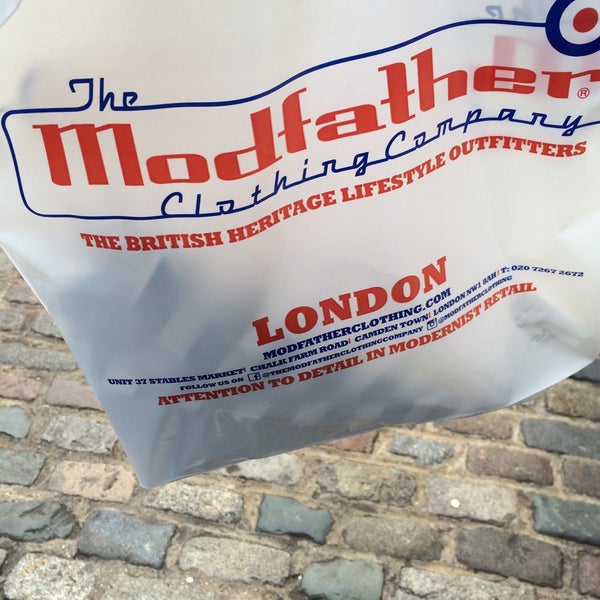 The
Modfather®
Clothing Company
THE BRITISH HERITAGE LIFESTYLE OUTFITTERS
LONDON
MODFATHERCLOTHING.COM
UNIT 37 STABLES MARKET| CHALK FARM ROAD| CAMDEN TOWN| LONDON NW1 8AH| T: 020 7267 2672
FOLLOW US ON @THEMODFATHERCLOTHINGCOMPANY @MODFATHERCLOTHING
ATTENTION TO DETAIL IN MODERNIST RETAIL